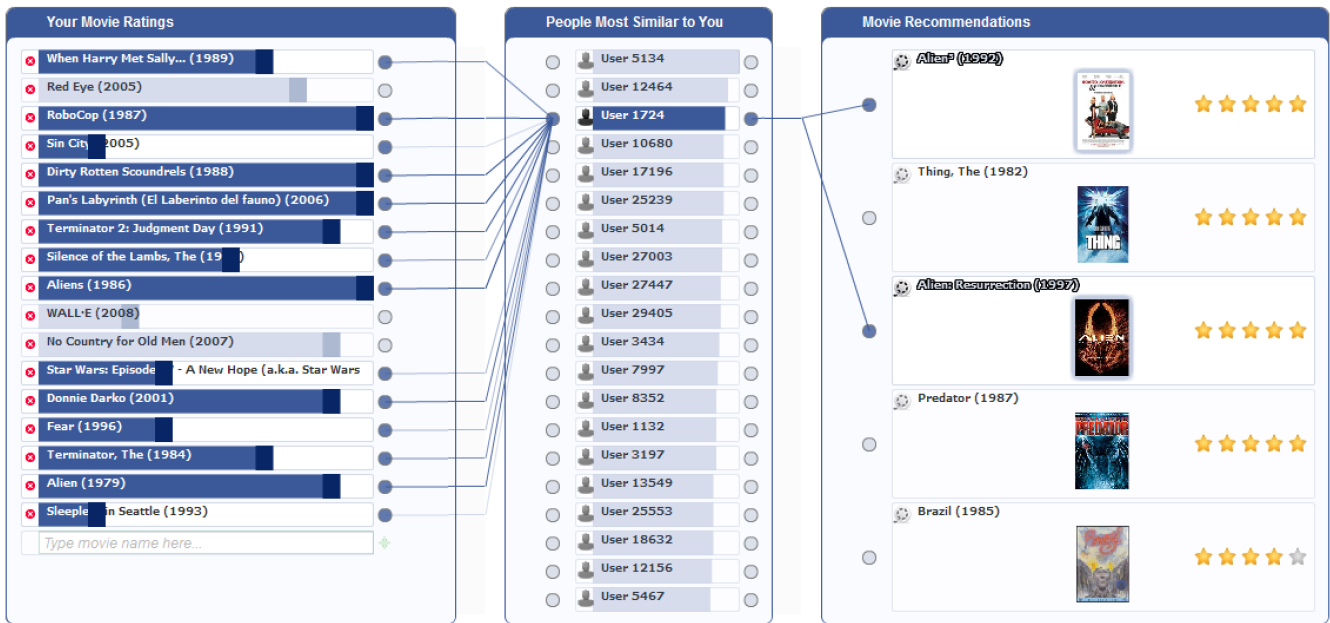 Your Movie Ratings
When Harry Met Sally... (1989)
Red Eye (2005)
RoboCop (1987)
Sin City 2005)
Dirty Rotten Scoundrels (1988)
Pan's Labyrinth (El Laberinto del fauno) (2006)
Terminator 2: Judgment Day (1991)
Silence of the Lambs, The (19 )
Aliens (1986)
WALL·E (2008)
No Country for Old Men (2007)
Star Wars: Episode - A New Hope (a.k.a. Star Wars
Donnie Darko (2001)
Fear (1996)
Terminator, The (1984)
Alien (1979)
Sleeple in Seattle (1993)
Type movie name here...
People Most Similar to You
User 5134
User 12464
User 1724
User 10680
User 17196
User 25239
User 5014
User 27003
User 27447
User 29405
User 3434
User 7997
User 8352
User 1132
User 3197
User 13549
User 25553
User 18632
User 12156
User 5467
Movie Recommendations
Alien³ (1992)
Thing, The (1982)
THING
Alien: Resurrection (1997)
ALIEN
Predator (1987)
PREDATOR
Brazil (1985)